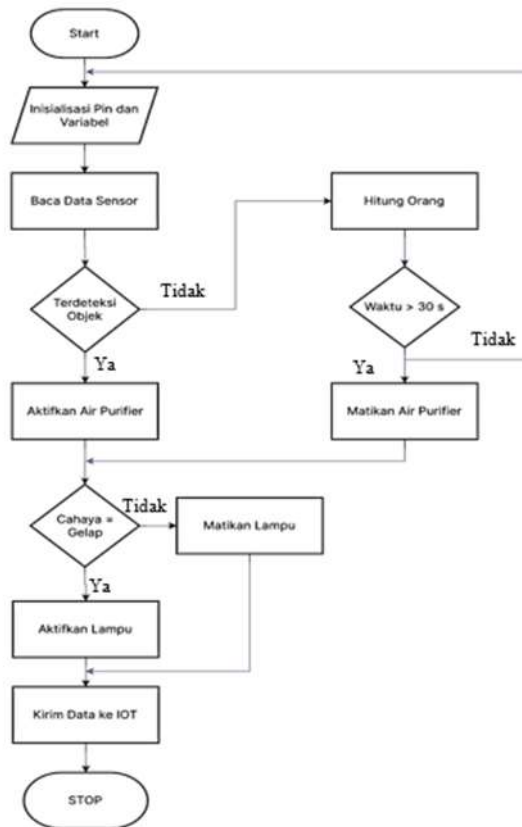 Start
Inisialisasi Pin dan
Variabel
Baca Data Sensor
Hitung Orang
Terdeteksi
Objek
Tidak
Waktu > 30 s
Tidak
Ya
Ya
Aktifkan Air Purifier
Matikan Air Purifier
Cahaya =
Gelap
Tidak
Matikan Lampu
Ya
Aktifkan Lampu
Kirim Data ke IOT
STOP